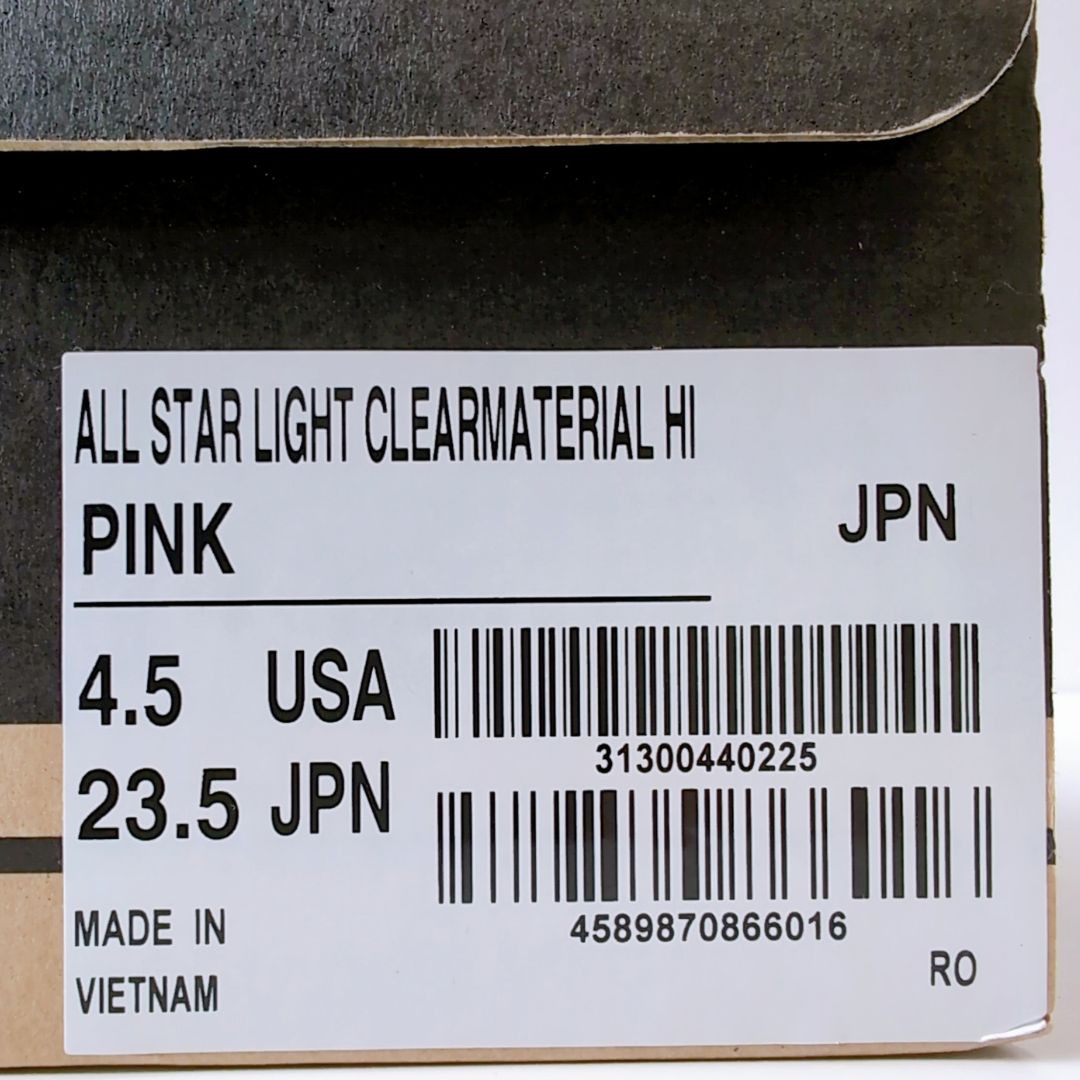 ALL STAR LIGHT CLEARMATERIAL HI
PINK
JPN
4.5 USA
23.5 JPN
31300440225
4589870866016
MADE IN
VIETNAM
RO